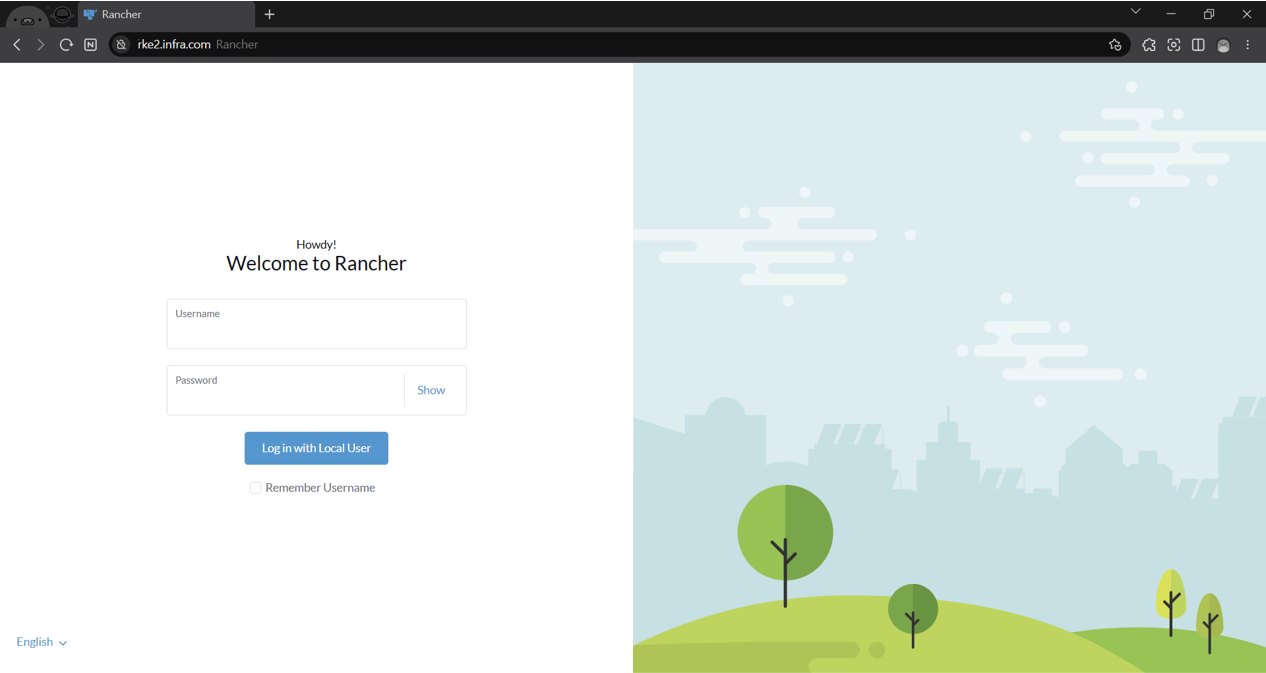 Rancher
rke2.infra.com Rancher
Howdy!
Welcome to Rancher
Username
Password
Show
Log in with Local User
Remember Username
English